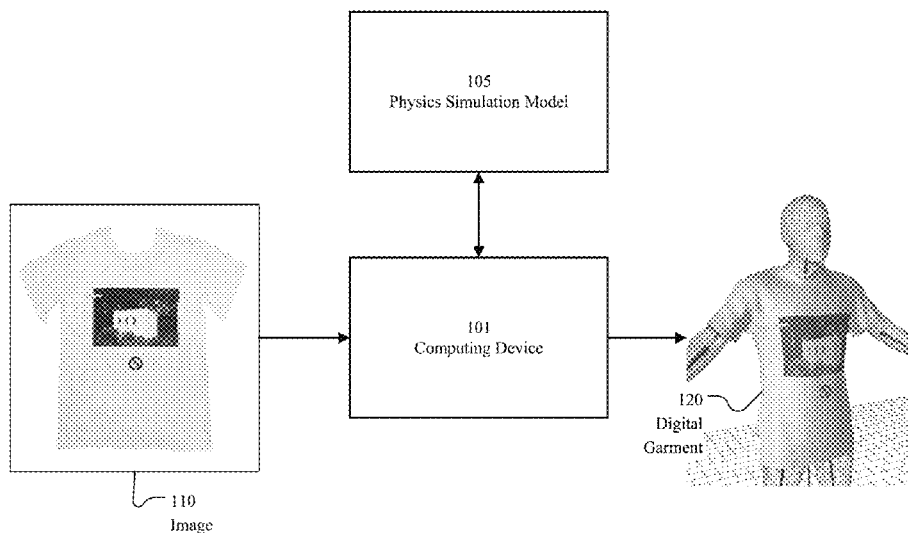 105
Physics Simulation Model
101
Computing Device
120
Digital
Garment
110
Image